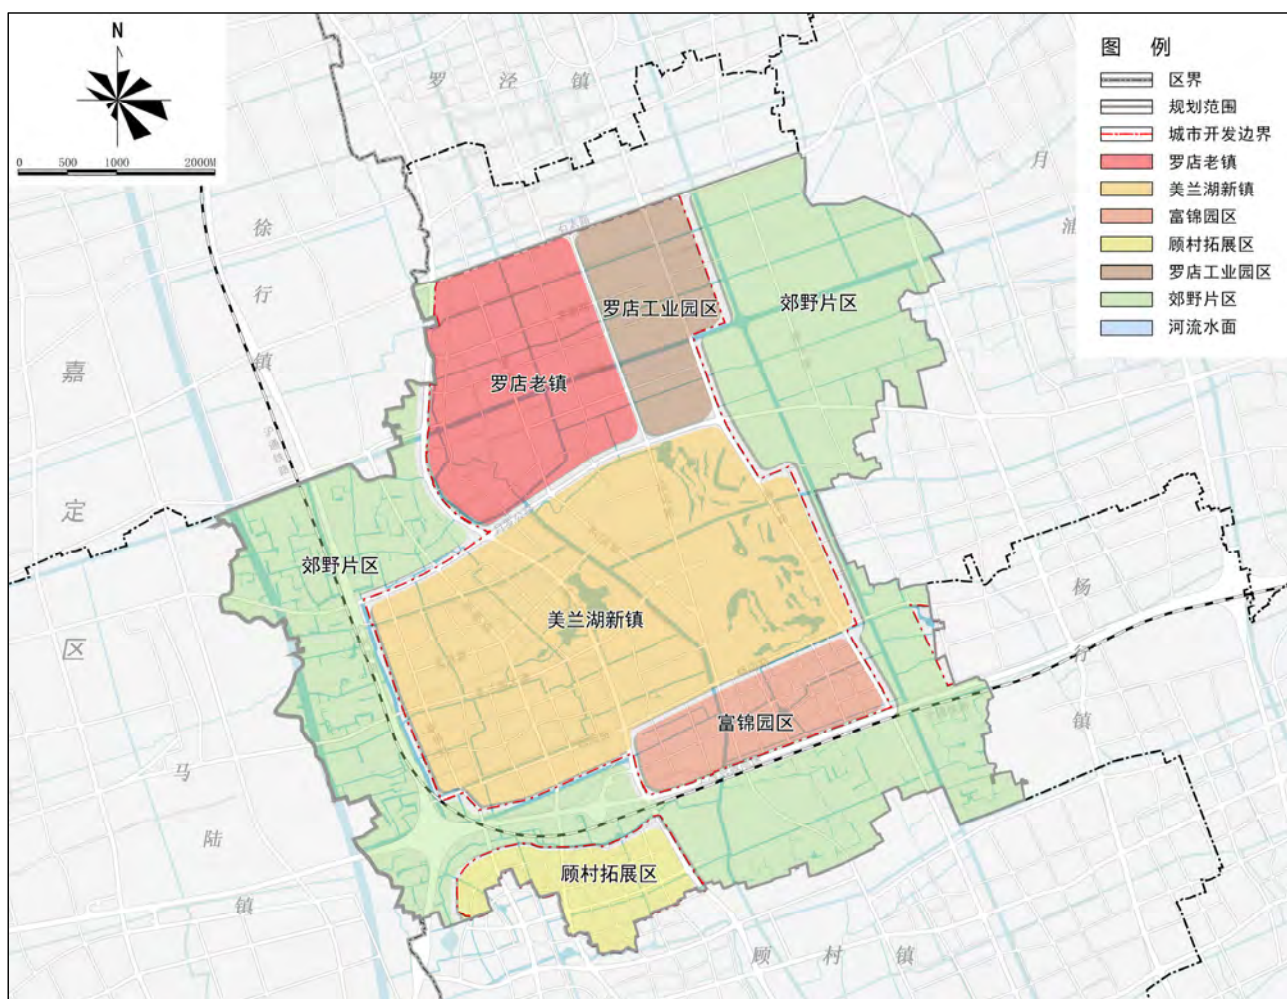 N
0 500 1000 2000M
图 例
区界
规划范围
城市开发边界
罗店老镇
美兰湖新镇
富锦园区
顾村拓展区
罗店工业园区
郊野片区
河流水面
罗泾镇
月浦
徐行镇
嘉定区
罗店工业园区
郊野片区
罗店老镇
郊野片区
美兰湖新镇
杨行镇
富锦园区
马陆镇
顾村拓展区
顾村镇